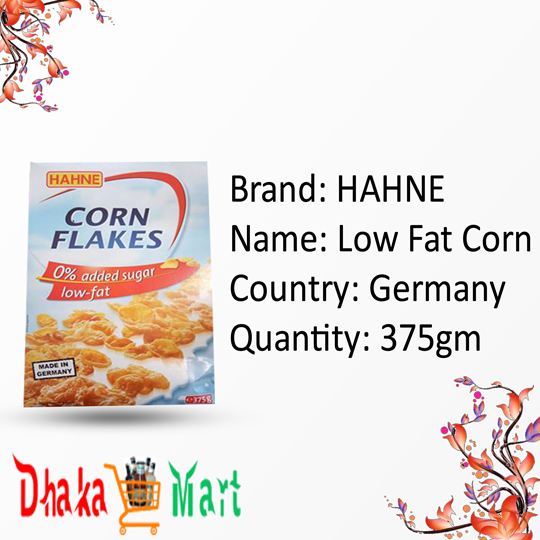 HAHNE
CORN
FLAKES
0% added sugar
low-fat
MADE IN
GERMANY
e375g
Brand: HAHNE
Name: Low Fat Corn
Country: Germany
Quantity: 375gm
Dhaka Mart